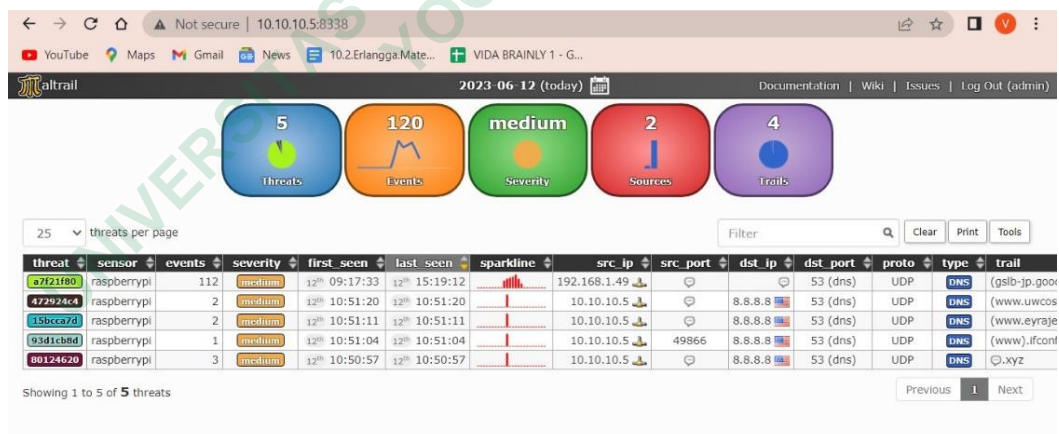 Not secure | 10.10.10.5:8338
YouTube Maps Gmail News 10.2.Erlangga.Mate... VIDA BRAINLY 1 - G...
altrail 2023-06-12 (today) Documentation | Wiki | Issues | Log Out (admin)
5 120 medium 2 4
Threats Events Severity Sources Trails
25 threats per page Filter Clear Print Tools
threat sensor events severity first_seen last_seen sparkline src_ip src_port dst_ip dst_port proto type trail
a7f21f80 raspberrypi 112 medium 12th 09:17:33 12th 15:19:12 192.168.1.49 53 (dns) UDP DNS (gslb-jp.goo
472924c4 raspberrypi 2 medium 12th 10:51:20 12th 10:51:20 10.10.10.5 8.8.8.8 53 (dns) UDP DNS (www.uwcos
15bcca7d raspberrypi 2 medium 12th 10:51:11 12th 10:51:11 10.10.10.5 8.8.8.8 53 (dns) UDP DNS (www.eyraje
93d1cb8d raspberrypi 1 medium 12th 10:51:04 12th 10:51:04 10.10.10.5 49866 8.8.8.8 53 (dns) UDP DNS (www).ifconf
80124620 raspberrypi 3 medium 12th 10:50:57 12th 10:50:57 10.10.10.5 8.8.8.8 53 (dns) UDP DNS .xyz
Showing 1 to 5 of 5 threats Previous 1 Next
UNIVERSITAS